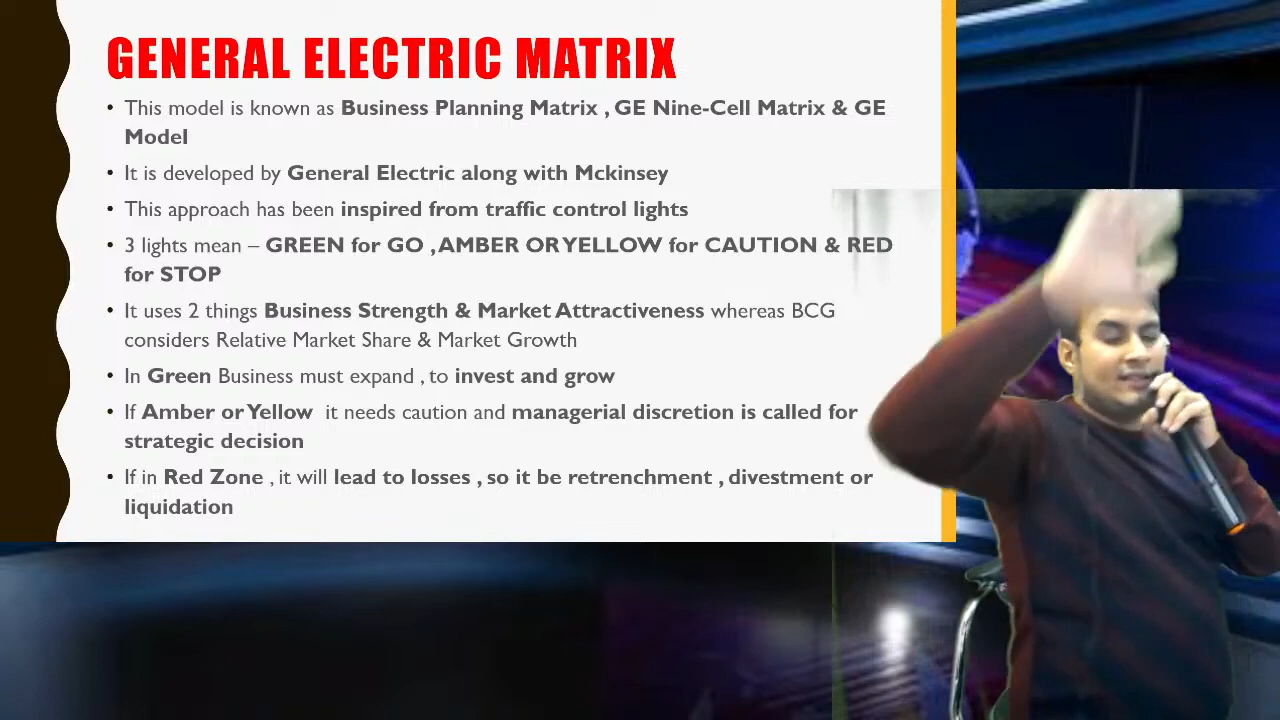 GENERAL ELECTRIC MATRIX
• This model is known as Business Planning Matrix , GE Nine-Cell Matrix & GE
Model
• It is developed by General Electric along with Mckinsey
• This approach has been inspired from traffic control lights
• 3 lights mean – GREEN for GO , AMBER OR YELLOW for CAUTION & RED
for STOP
• It uses 2 things Business Strength & Market Attractiveness whereas BCG
considers Relative Market Share & Market Growth
• In Green Business must expand , to invest and grow
• If Amber or Yellow it needs caution and managerial discretion is called for
strategic decision
• If in Red Zone , it will lead to losses , so it be retrenchment , divestment or
liquidation